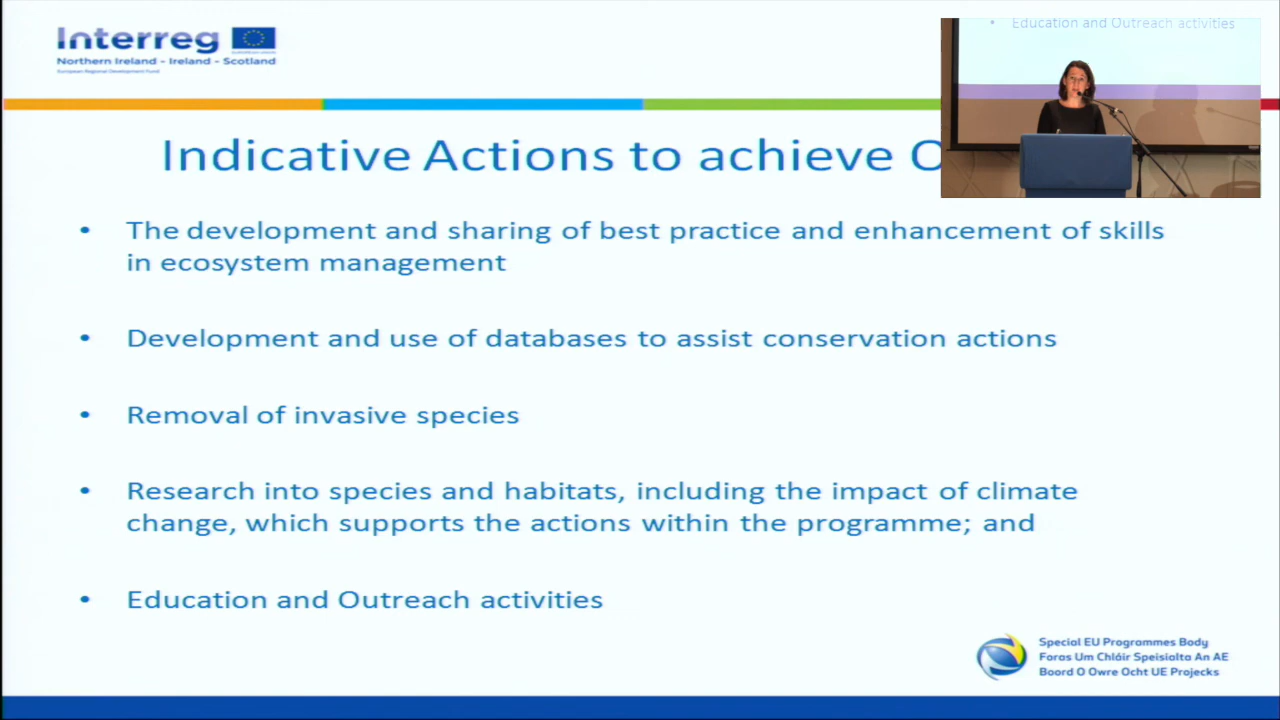 Interreg
Northern Ireland - Ireland - Scotland
European Regional Development Fund
• Education and Outreach activities
Indicative Actions to achieve O
• The development and sharing of best practice and enhancement of skills
in ecosystem management
• Development and use of databases to assist conservation actions
• Removal of invasive species
• Research into species and habitats, including the impact of climate
change, which supports the actions within the programme; and
• Education and Outreach activities
Special EU Programmes Body
Foras Um Chláir Speisialta An AE
Boord O Owre Ocht UE Projecks